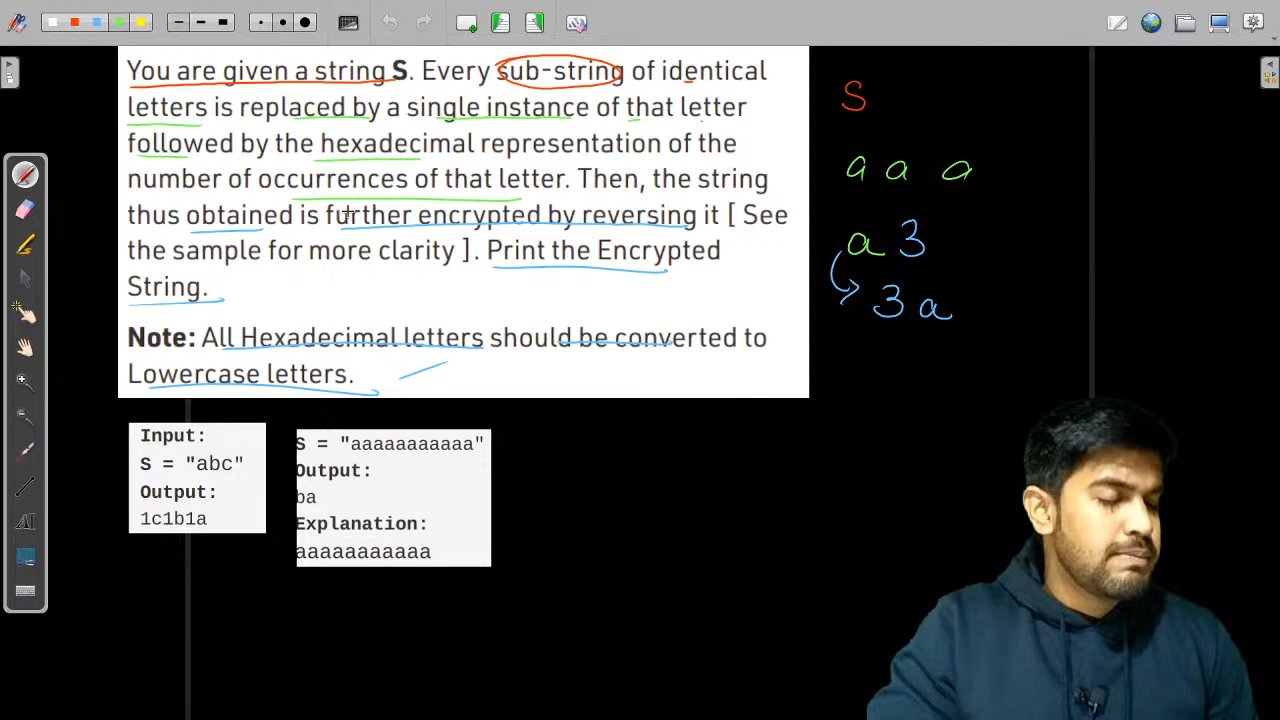 You are given a string S. Every sub-string of identical
letters is replaced by a single instance of that letter
followed by the hexadecimal representation of the
number of occurrences of that letter. Then, the string
thus obtained is further encrypted by reversing it [ See
the sample for more clarity ]. Print the Encrypted
String.
Note: All Hexadecimal letters should be converted to
Lowercase letters.
S
a a a
a 3
3 a
Input:
S = "abc"
Output:
1c1b1a
S = "aaaaaaaaaaa"
Output:
ba
Explanation:
aaaaaaaaaaa